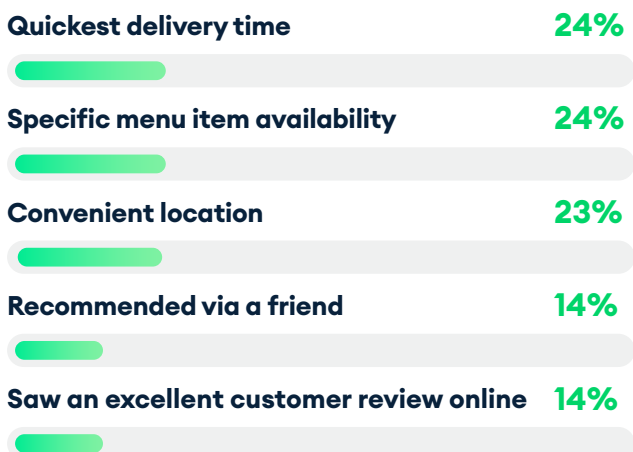 Quickest delivery time 24%
Specific menu item availability 24%
Convenient location 23%
Recommended via a friend 14%
Saw an excellent customer review online 14%